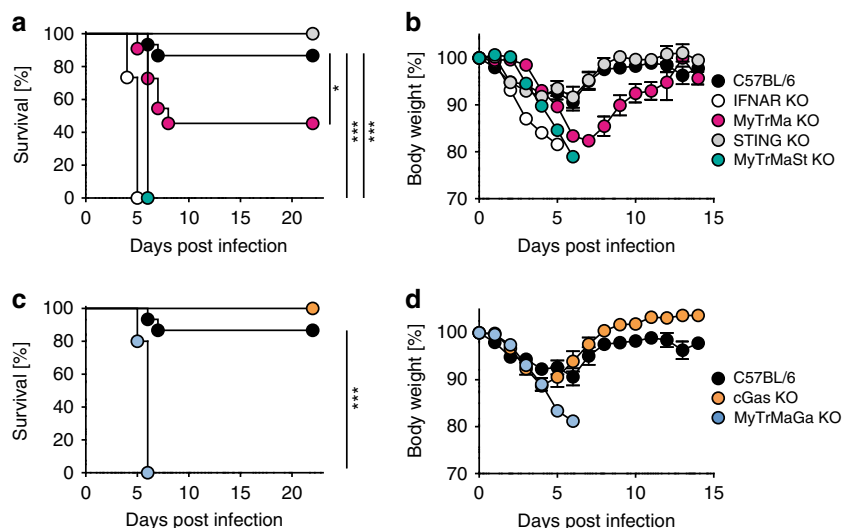 a
Survival [%]
100
80
60
40
20
0
0 5 10 15 20
Days post infection
*
***
***
b
Body weight [%]
100
90
80
70
0 5 10 15
Days post infection
C57BL/6
IFNAR KO
MyTrMa KO
STING KO
MyTrMaSt KO
c
Survival [%]
100
80
60
40
20
0
0 5 10 15 20
Days post infection
***
d
Body weight [%]
100
90
80
70
0 5 10 15
Days post infection
C57BL/6
cGas KO
MyTrMaGa KO